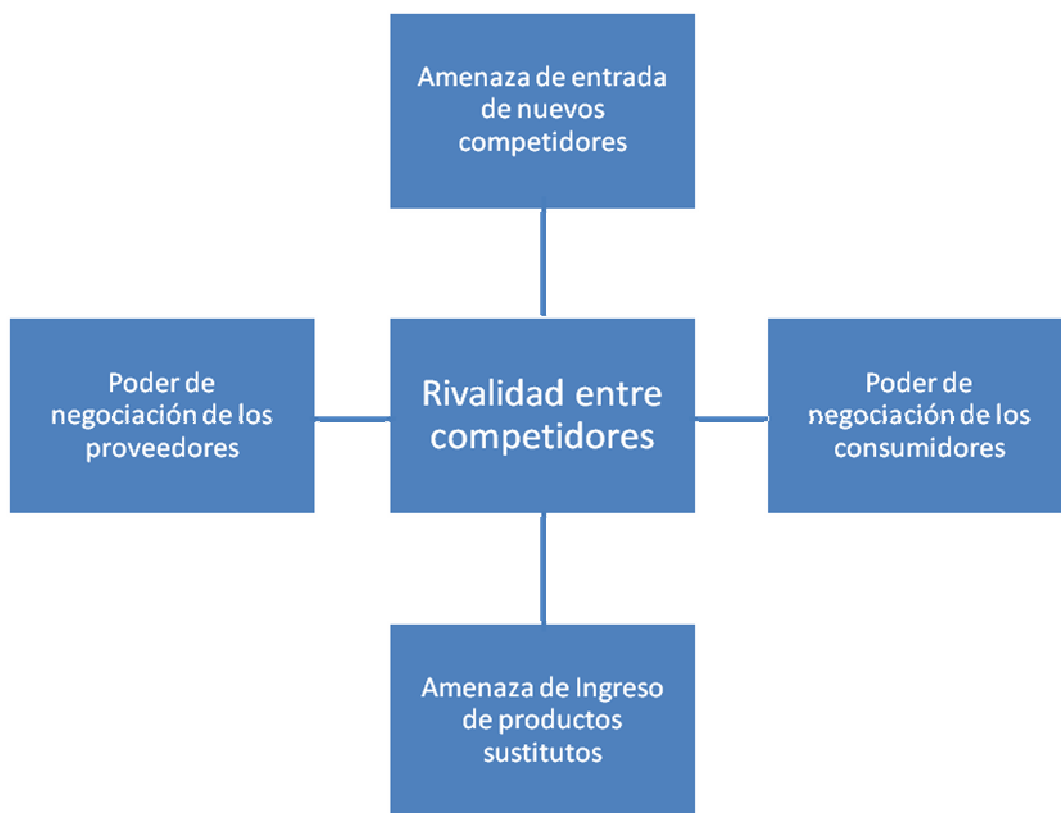 Amenaza de entrada
de nuevos
competidores
Poder de
negociación de los
proveedores
Rivalidad entre
competidores
Poder de
negociación de los
consumidores
Amenaza de Ingreso
de productos
sustitutos